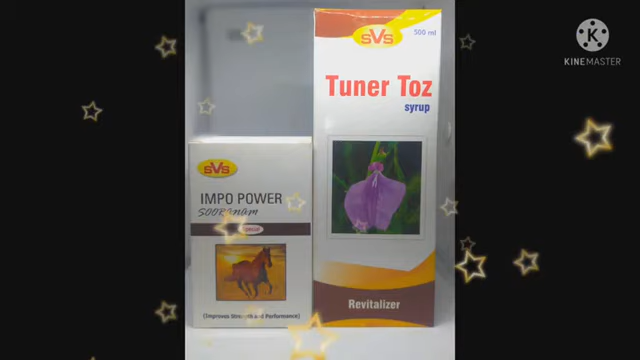 SVS
500 ml
Tuner Toz
syrup
Revitalizer
SVS
IMPO POWER
SOORANAM
(Improves Strength and Performance)
K
KINEMASTER